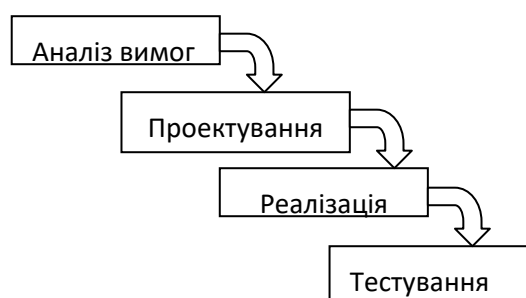 Аналіз вимог
Проектування
Реалізація
Тестування